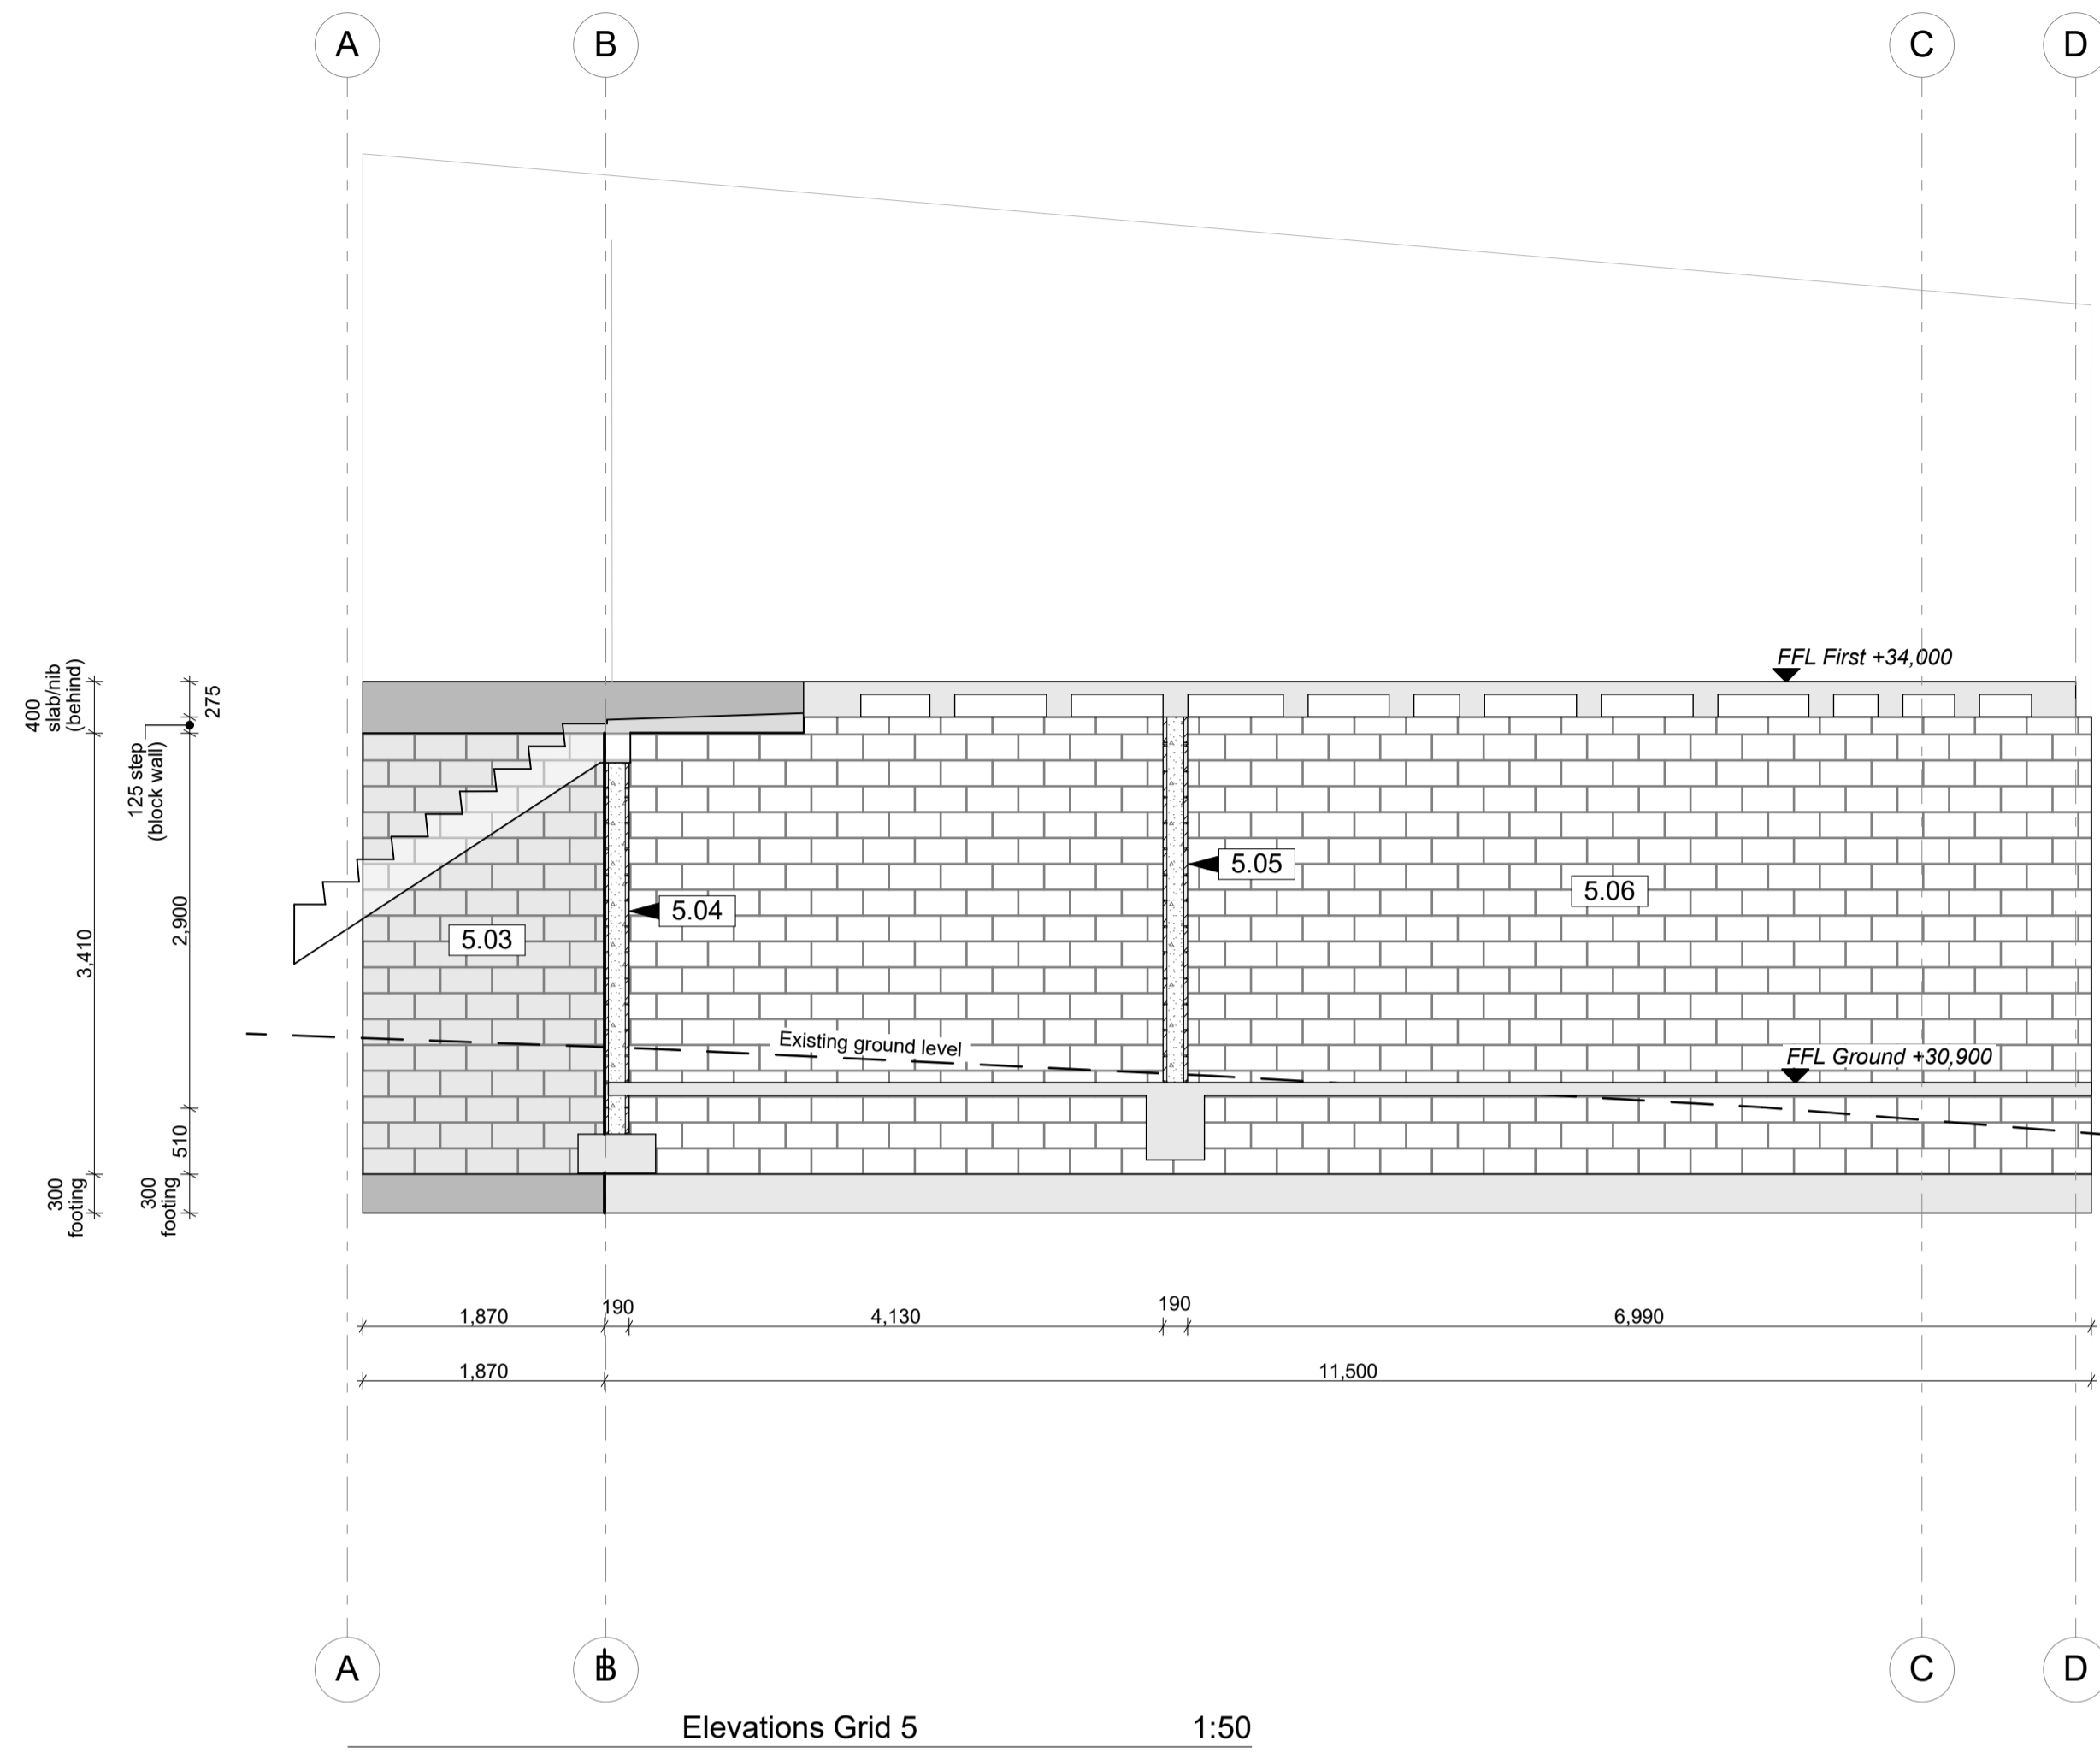 A
B
C
D
FFL First +34,000
400
slab/nib
(behind)
275
125 step
(block wall)
5.05
5.06
5.04
5.03
2,900
3,410
Existing ground level
FFL Ground +30,900
510
300
footing
300
footing
1,870
190
4,130
190
6,990
1,870
11,500
A
B
C
D
Elevations Grid 5
1:50